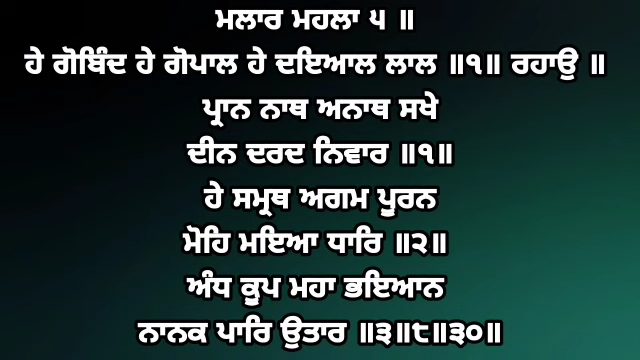 ਮਲਾਰ ਮਹਲਾ ੫ ॥
ਹੇ ਗੋਬਿੰਦ ਹੇ ਗੋਪਾਲ ਹੇ ਦਇਆਲ ਲਾਲ ॥੧॥ ਰਹਾਉ ॥
ਪ੍ਰਾਨ ਨਾਥ ਅਨਾਥ ਸਖੇ
ਦੀਨ ਦਰਦ ਨਿਵਾਰ ॥੧॥
ਹੇ ਸਮ੍ਰਥ ਅਗਮ ਪੂਰਨ
ਮੋਹਿ ਮਇਆ ਧਾਰਿ ॥੨॥
ਅੰਧ ਕੂਪ ਮਹਾ ਭਇਆਨ
ਨਾਨਕ ਪਾਰਿ ਉਤਾਰ ॥੩॥੮॥੩੦॥